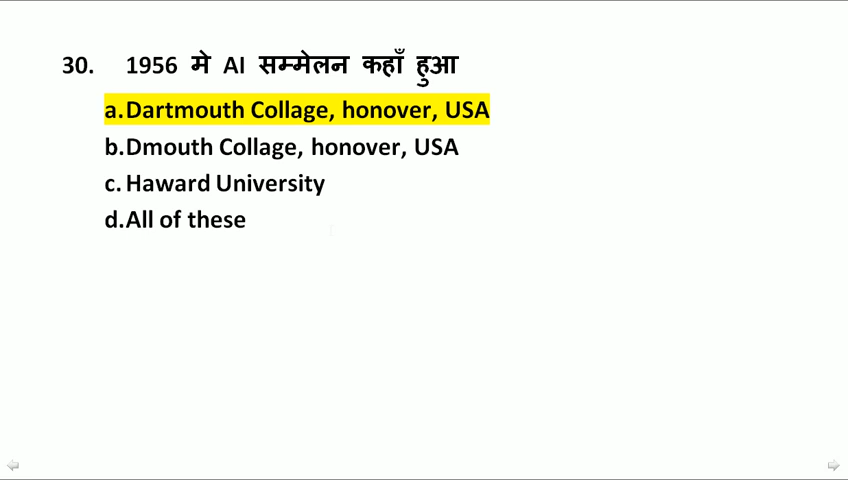 30. 1956 मे AI सम्मेलन कहाँ हुआ
a.Dartmouth Collage, honover, USA
b.Dmouth Collage, honover, USA
c. Haward University
d.All of these